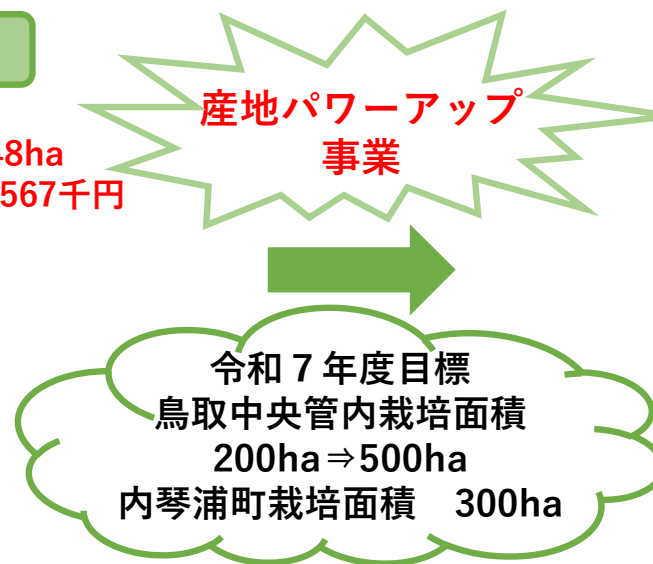 産地パワーアップ
事業
8ha
567千円
令和７年度目標
鳥取中央管内栽培面積
200ha⇒500ha
内琴浦町栽培面積　300ha